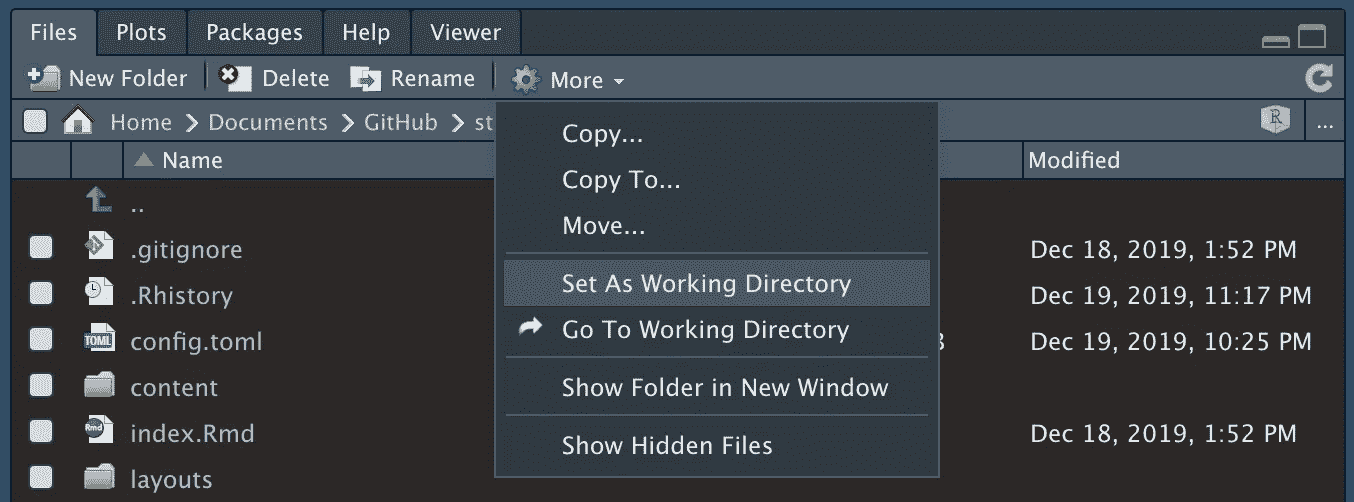 Files Plots Packages Help Viewer
New Folder Delete Rename More
Home Documents GitHub st R ...
Name Modified
Copy...
Copy To...
Move...
Set As Working Directory
Go To Working Directory
Show Folder in New Window
Show Hidden Files
..
.gitignore Dec 18, 2019, 1:52 PM
.Rhistory Dec 19, 2019, 11:17 PM
TOML config.toml B Dec 19, 2019, 10:25 PM
content
Rmd index.Rmd Dec 18, 2019, 1:52 PM
layouts